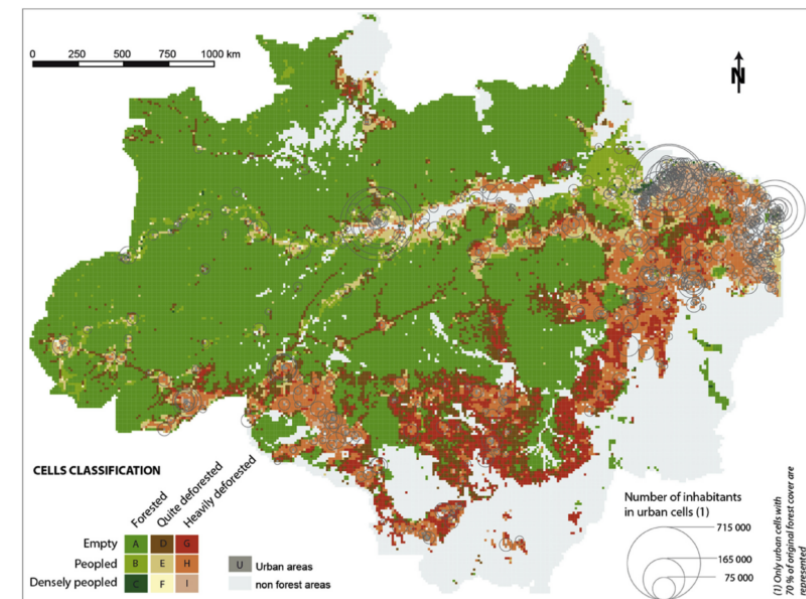 0 250 500 750 1000 km
N
CELLS CLASSIFICATION
Forested
Quite deforested
Heavily deforested
Empty A D G
Peopled B E H
Densely peopled C F I
U Urban areas
non forest areas
Number of inhabitants
in urban cells (1)
715 000
165 000
75 000
(1) Only urban cells with
70 % of original forest cover are
represented